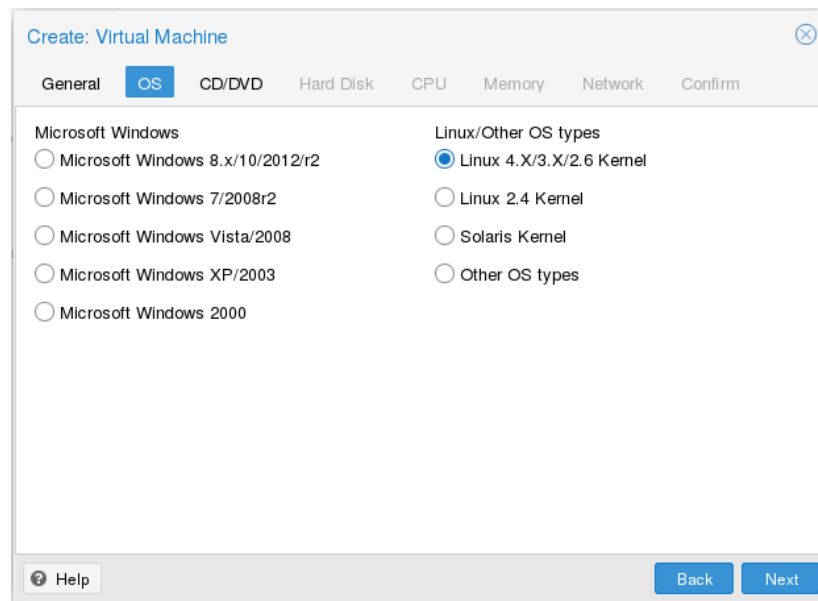 Create: Virtual Machine
General OS CD/DVD Hard Disk CPU Memory Network Confirm
Microsoft Windows
Microsoft Windows 8.x/10/2012/r2
Microsoft Windows 7/2008r2
Microsoft Windows Vista/2008
Microsoft Windows XP/2003
Microsoft Windows 2000
Linux/Other OS types
Linux 4.X/3.X/2.6 Kernel
Linux 2.4 Kernel
Solaris Kernel
Other OS types
Help
Back Next